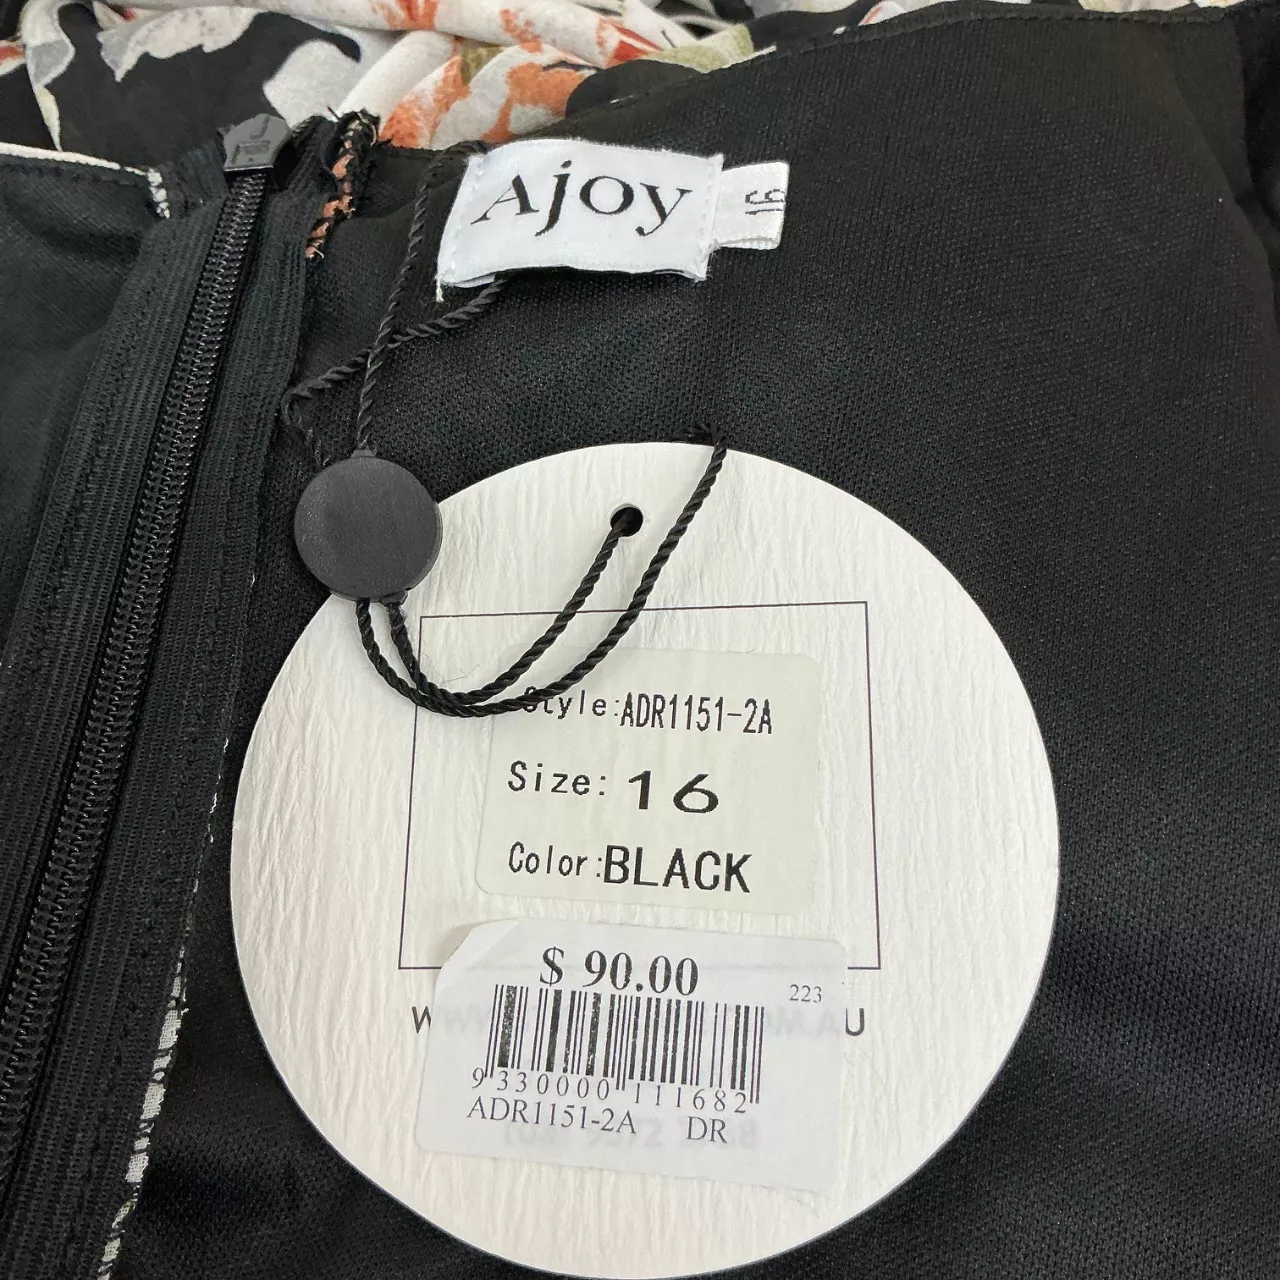 Ajoy
16
Style:ADR1151-2A
Size: 16
Color:BLACK
$ 90.00
223
9 330000 111682
ADR1151-2A DR